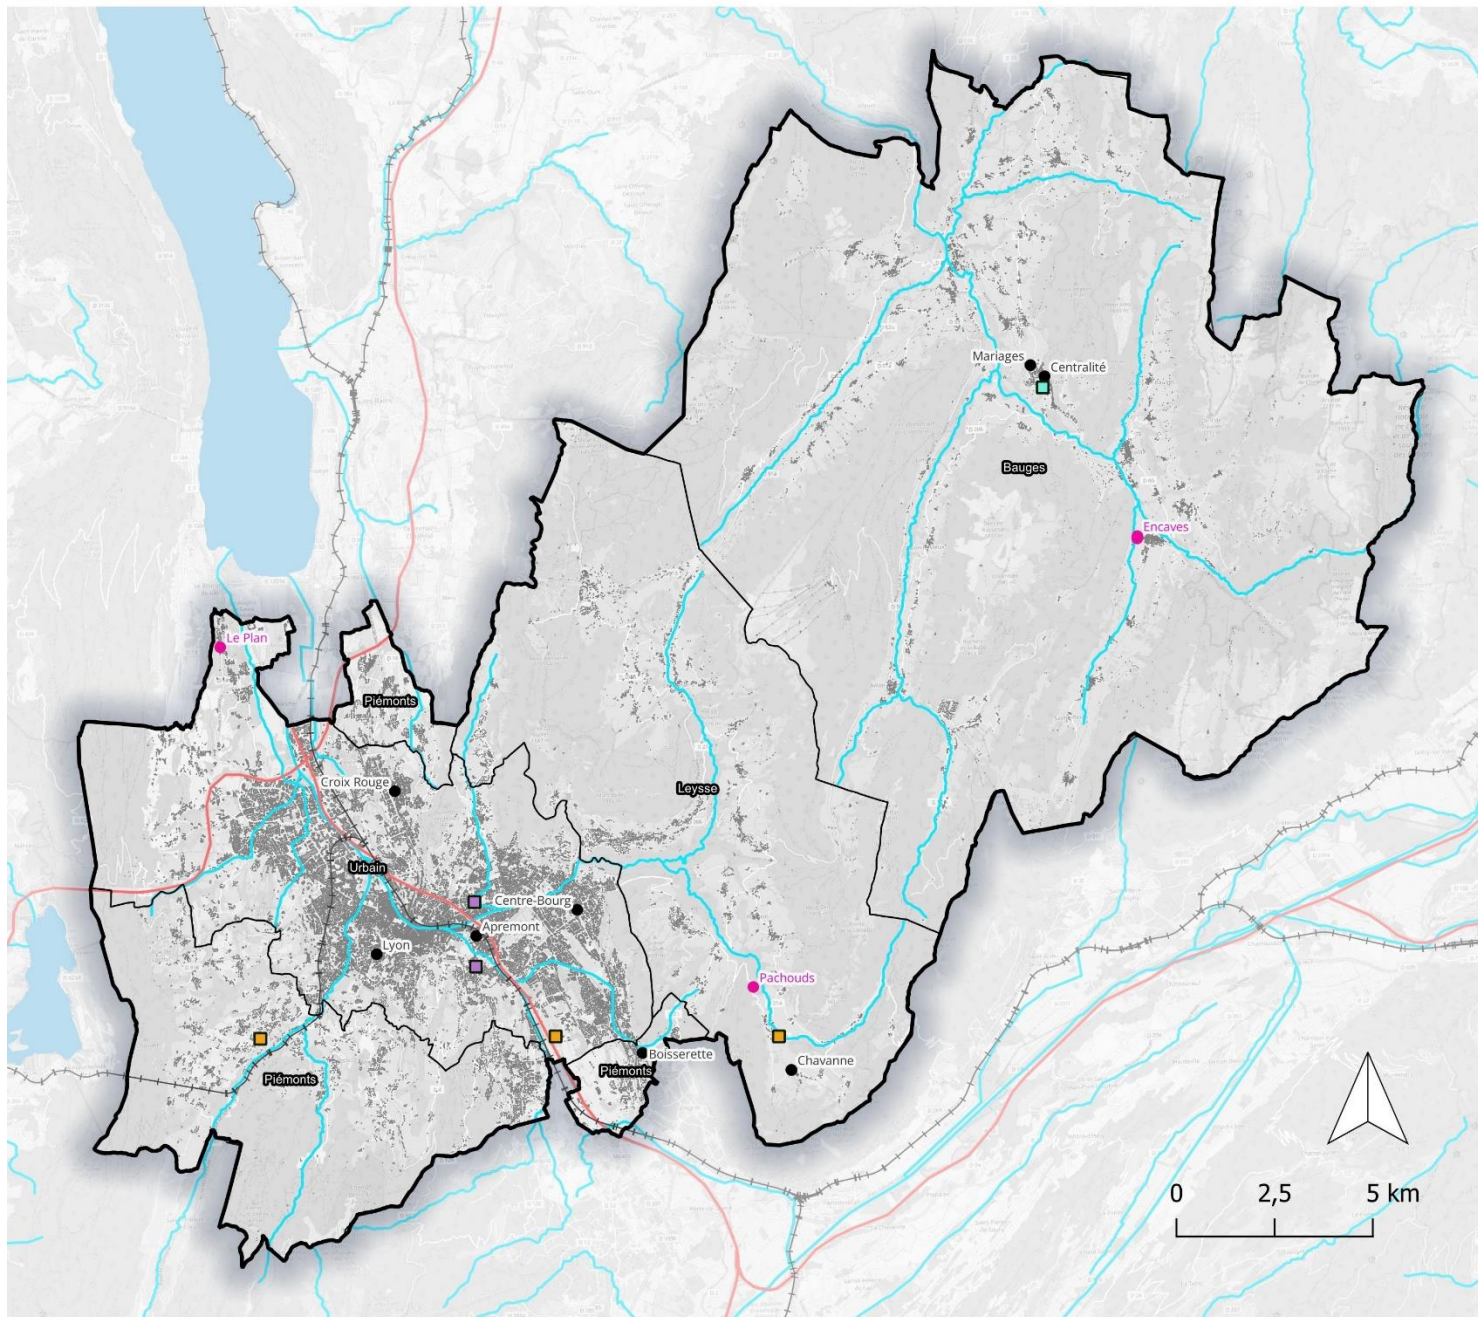 Mariages
Centralité
Bauges
Encaves
Le Plan
Piémonts
Croix Rouge
Leysse
Urbain
Centre-Bourg
Apremont
Lyon
Pachouds
Boisserette
Chavanne
Piémonts
Piémonts
0 2,5 5 km